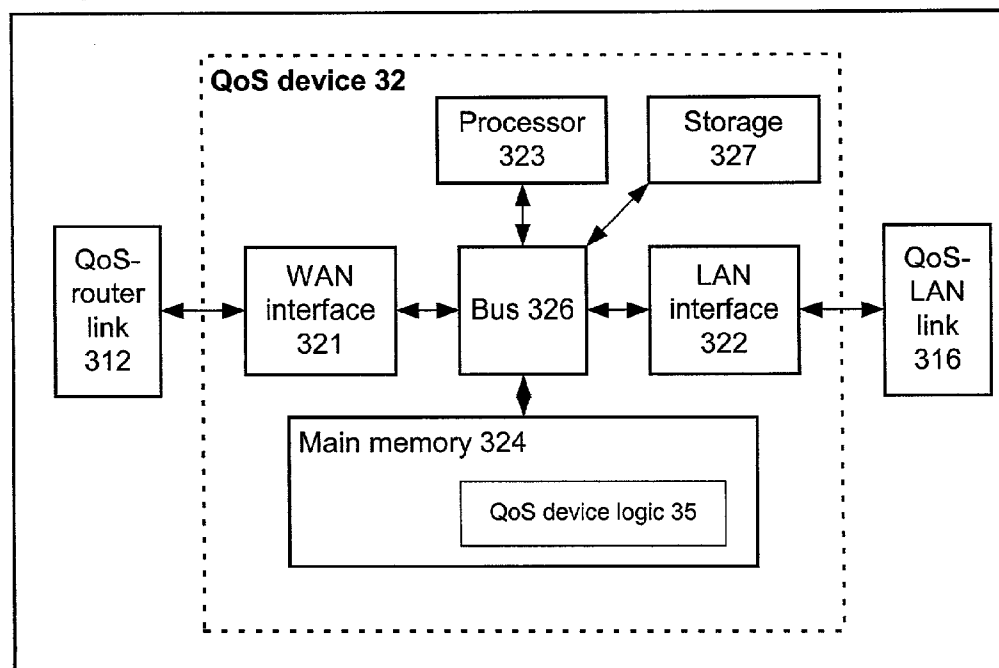 QoS device 32
Processor
323
Storage
327
QoS-
router
link
312
WAN
interface
321
Bus 326
LAN
interface
322
QoS-
LAN
link
316
Main memory 324
QoS device logic 35